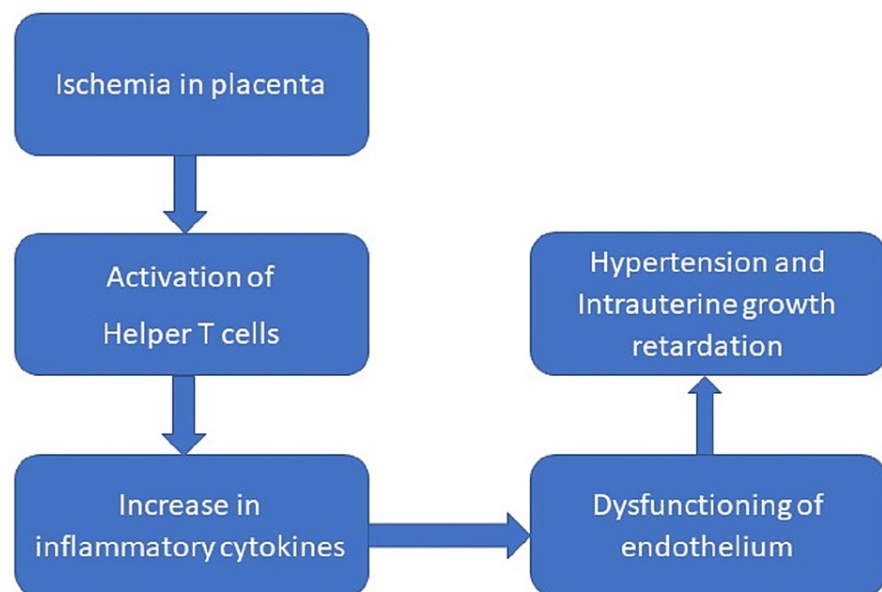 Ischemia in placenta
Activation of
Helper T cells
Increase in
inflammatory cytokines
Dysfunctioning of
endothelium
Hypertension and
Intrauterine growth
retardation